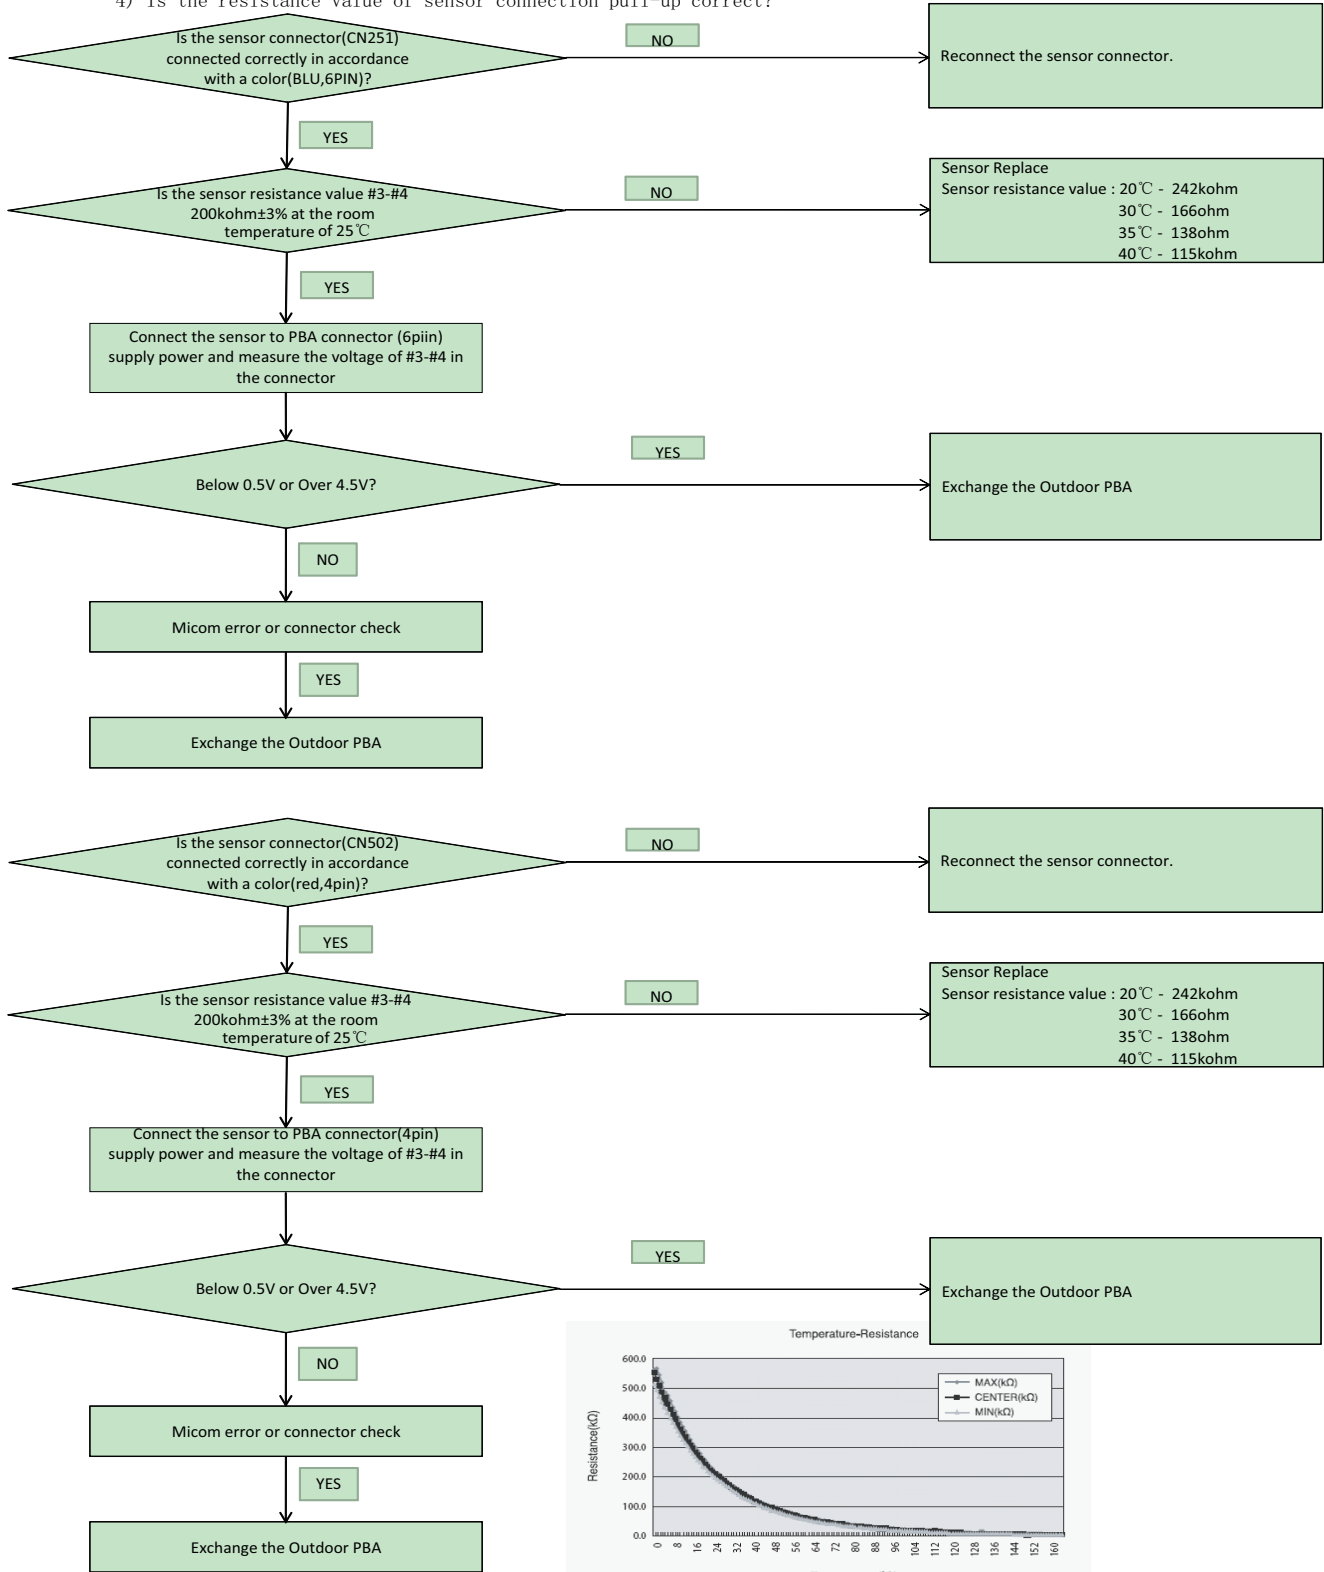 4) Is the resistance value of sensor connection pull-up correct?
Is the sensor connector(CN251)
connected correctly in accordance
with a color(BLU,6PIN)?
NO
Reconnect the sensor connector.
YES
Is the sensor resistance value #3-#4
200kohm±3% at the room
temperature of 25℃
NO
Sensor Replace
Sensor resistance value : 20℃ - 242kohm
30℃ - 166ohm
35℃ - 138ohm
40℃ - 115kohm
YES
Connect the sensor to PBA connector (6piin)
supply power and measure the voltage of #3-#4 in
the connector
Below 0.5V or Over 4.5V?
YES
Exchange the Outdoor PBA
NO
Micom error or connector check
YES
Exchange the Outdoor PBA
Is the sensor connector(CN502)
connected correctly in accordance
with a color(red,4pin)?
NO
Reconnect the sensor connector.
YES
Is the sensor resistance value #3-#4
200kohm±3% at the room
temperature of 25℃
NO
Sensor Replace
Sensor resistance value : 20℃ - 242kohm
30℃ - 166ohm
35℃ - 138ohm
40℃ - 115kohm
YES
Connect the sensor to PBA connector(4pin)
supply power and measure the voltage of #3-#4 in
the connector
Below 0.5V or Over 4.5V?
YES
Exchange the Outdoor PBA
NO
Micom error or connector check
YES
Exchange the Outdoor PBA
Temperature-Resistance
Resistance(kΩ)
600.0
500.0
400.0
300.0
200.0
100.0
0.0
MAX(kΩ)
CENTER(kΩ)
MIN(kΩ)
0 8 16 24 32 40 48 56 64 72 80 88 96 104 112 120 128 136 144 152 160